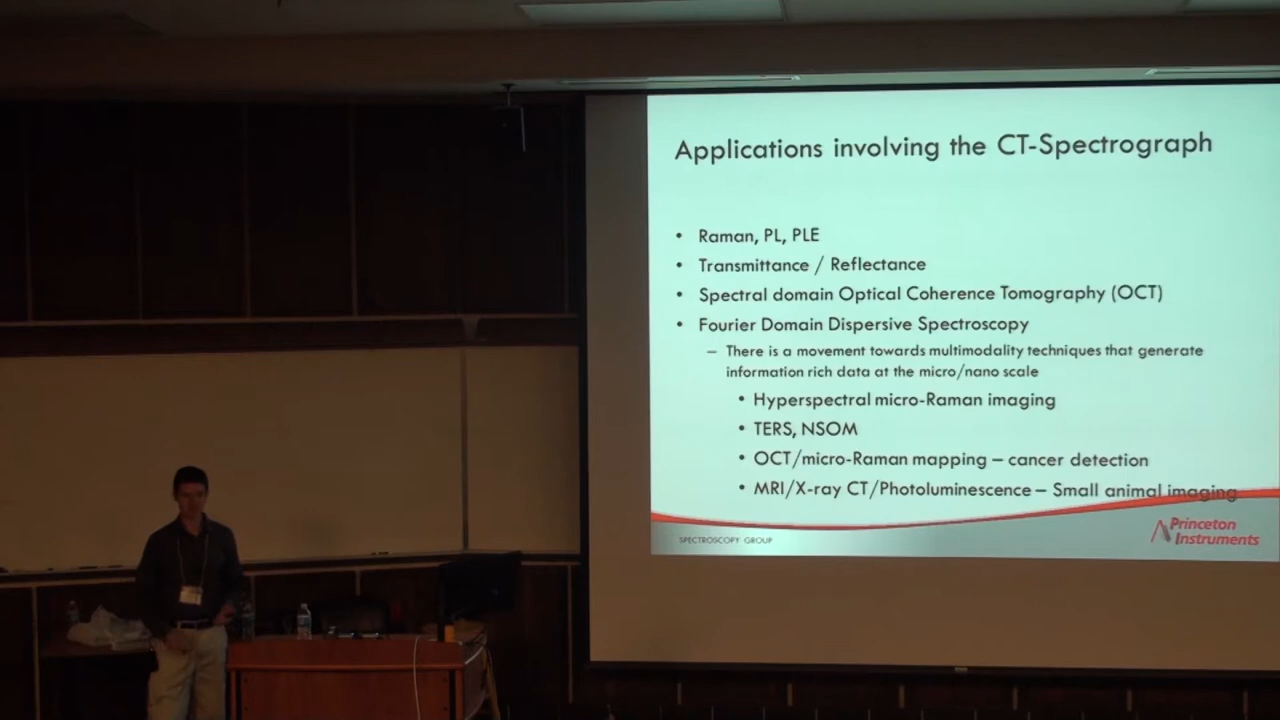 Applications involving the CT-Spectrograph
• Raman, PL, PLE
• Transmittance / Reflectance
• Spectral domain Optical Coherence Tomography (OCT)
• Fourier Domain Dispersive Spectroscopy
– There is a movement towards multimodality techniques that generate
information rich data at the micro/nano scale
• Hyperspectral micro-Raman imaging
• TERS, NSOM
• OCT/micro-Raman mapping – cancer detection
• MRI/X-ray CT/Photoluminescence – Small animal imaging
SPECTROSCOPY GROUP
Princeton
Instruments